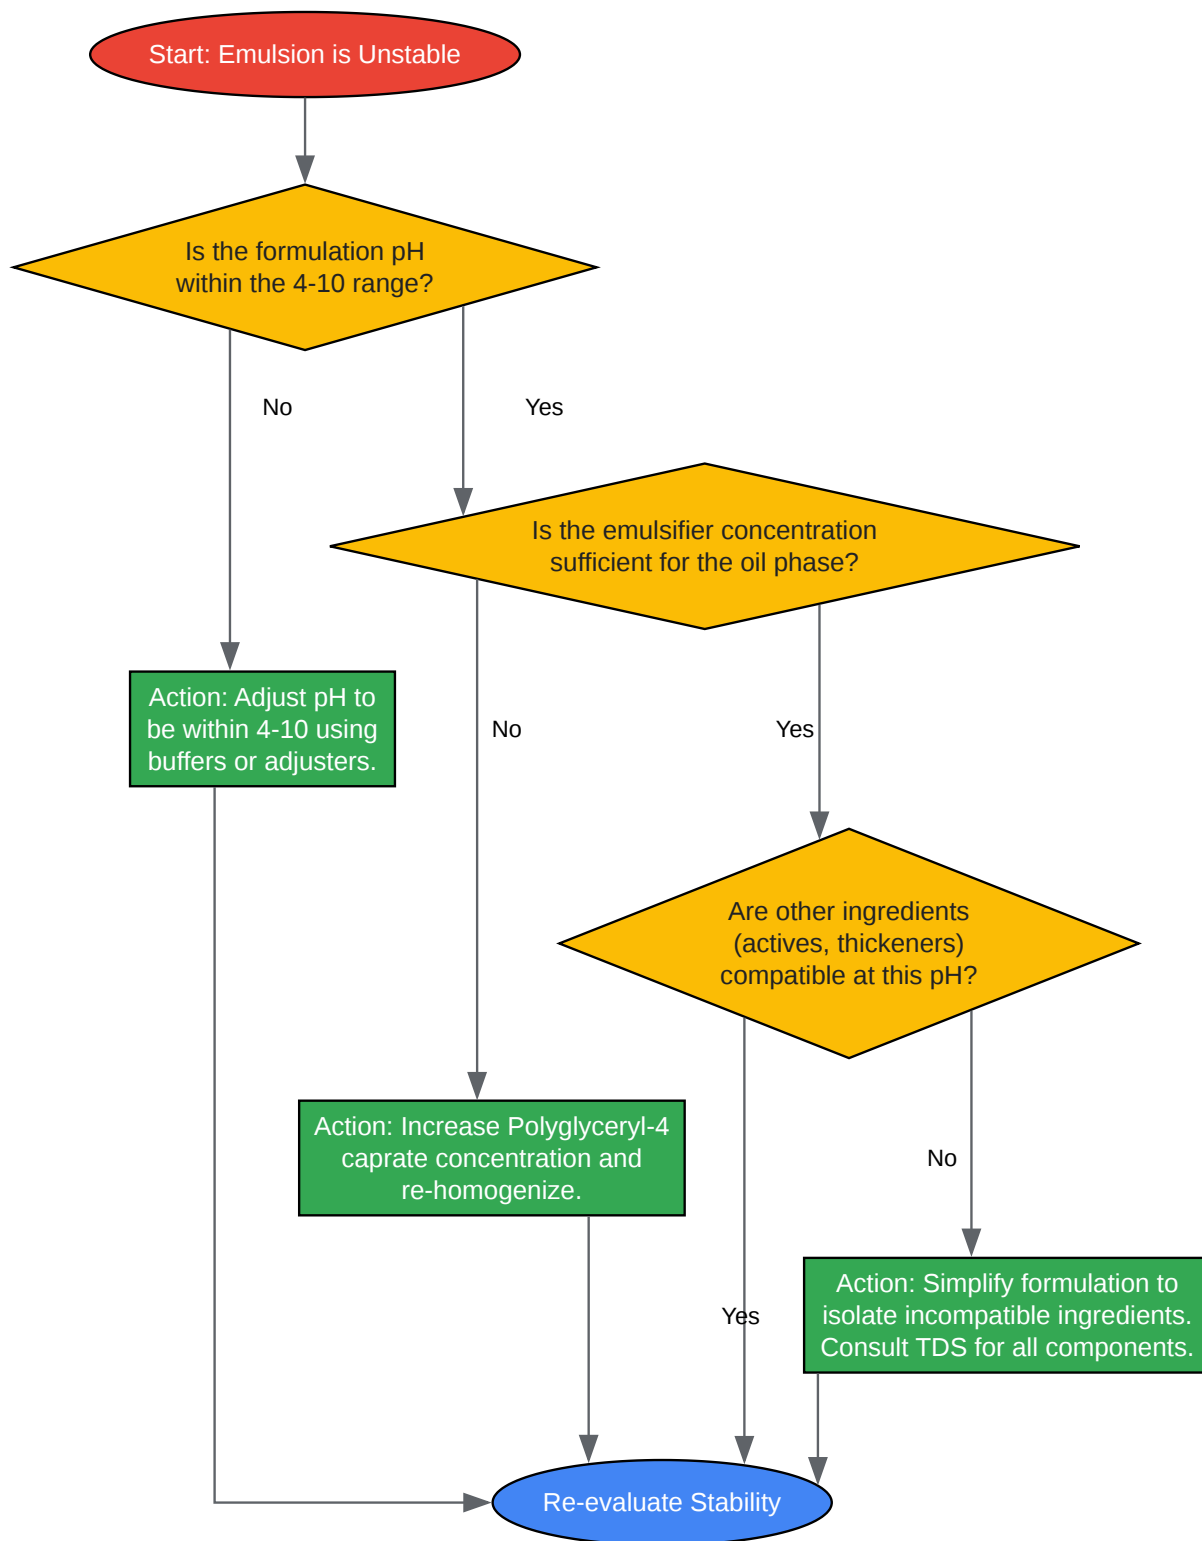 Start: Emulsion is Unstable
Is the formulation pH
within the 4-10 range?
No
Yes
Is the emulsifier concentration
sufficient for the oil phase?
Action: Adjust pH to
be within 4-10 using
buffers or adjusters.
No
Yes
Are other ingredients
(actives, thickeners)
compatible at this pH?
Action: Increase Polyglyceryl-4
caprate concentration and
re-homogenize.
No
Yes
Action: Simplify formulation to
isolate incompatible ingredients.
Consult TDS for all components.
Re-evaluate Stability